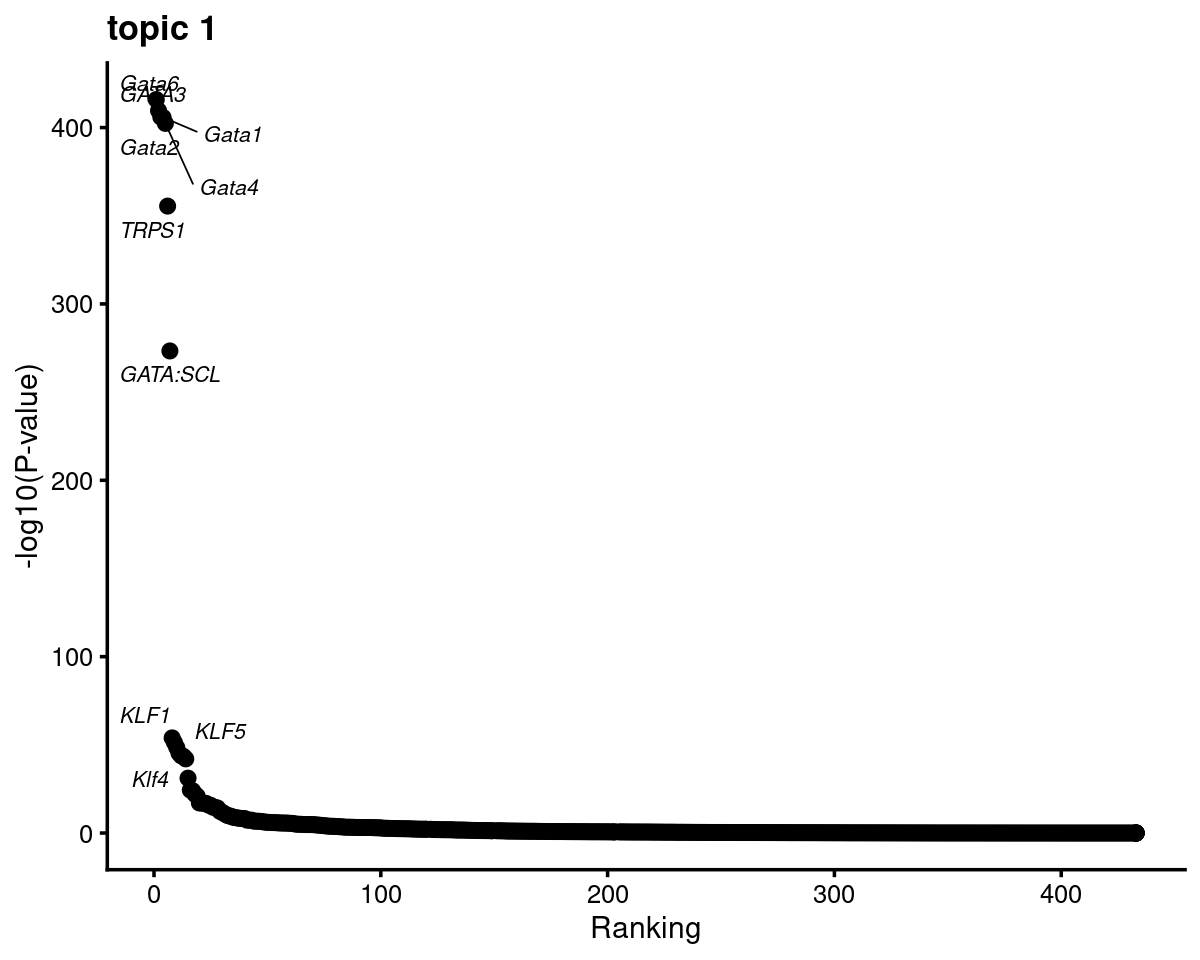 topic 1
Gata6
GATA3
400
Gata1
Gata2
Gata4
TRPS1
300
GATA:SCL
-log10(P-value)
200
100
KLF1
KLF5
Klf4
0
0 100 200 300 400
Ranking